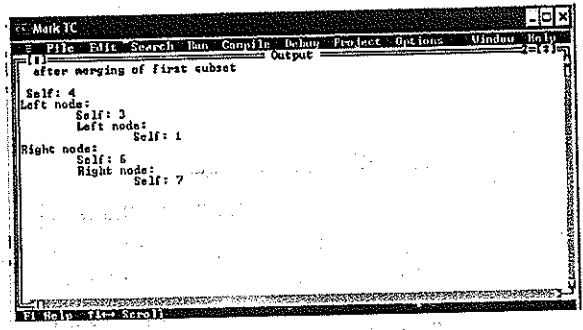 Mark TC
≡ File Edit Search Run Compile Debug Project Options Window Help
[■] Output 2=[↕]
after merging of first subset
Self: 4
Left node:
Self: 3
Left node:
Self: 1
Right node:
Self: 6
Right node:
Self: 7
F1 Help ↑↓←→ Scroll